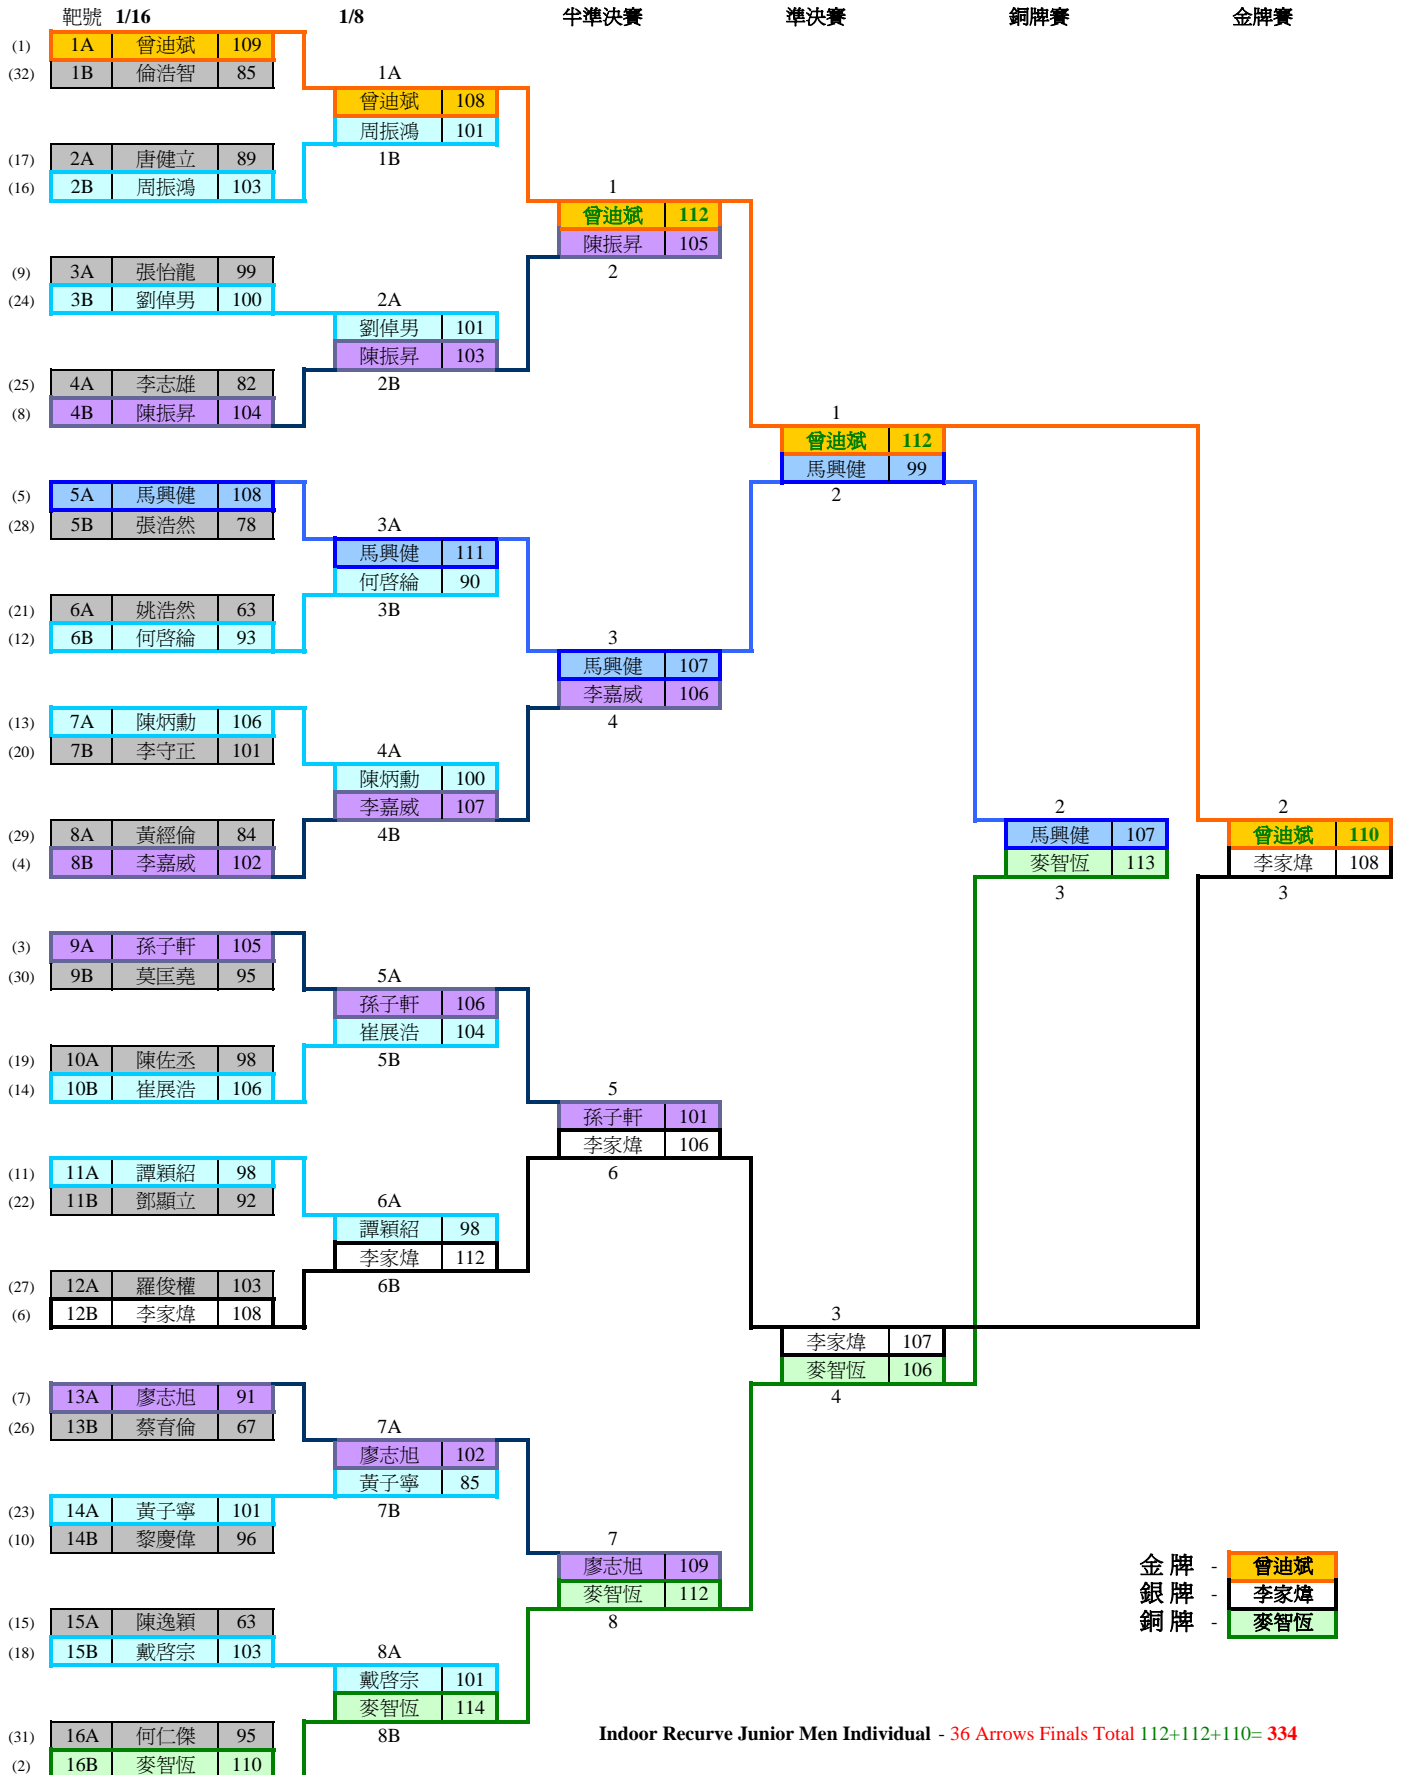 靶號 1/16 1/8 半準決賽 準決賽 銅牌賽 金牌賽
(1) 1A 曾迪斌 109
(32) 1B 倫浩智 85 1A
曾迪斌 108
周振鴻 101
(17) 2A 唐健立 89 1B
(16) 2B 周振鴻 103 1
曾迪斌 112
陳振昇 105
(9) 3A 張怡龍 99 2
(24) 3B 劉倬男 100 2A
劉倬男 101
陳振昇 103
(25) 4A 李志雄 82 2B
(8) 4B 陳振昇 104 1
曾迪斌 112
馬興健 99
(5) 5A 馬興健 108 2
(28) 5B 張浩然 78 3A
馬興健 111
何啓綸 90
(21) 6A 姚浩然 63 3B
(12) 6B 何啓綸 93 3
馬興健 107
李嘉威 106
(13) 7A 陳炳勳 106 4
(20) 7B 李守正 101 4A
陳炳勳 100
李嘉威 107 2 2
(29) 8A 黃經倫 84 4B 馬興健 107 曾迪斌 110
(4) 8B 李嘉威 102 麥智恆 113 李家煒 108
3 3
(3) 9A 孫子軒 105
(30) 9B 莫匡堯 95 5A
孫子軒 106
崔展浩 104
(19) 10A 陳佐丞 98 5B
(14) 10B 崔展浩 106 5
孫子軒 101
李家煒 106
(11) 11A 譚穎紹 98 6
(22) 11B 鄧顯立 92 6A
譚穎紹 98
李家煒 112
(27) 12A 羅俊權 103 6B
(6) 12B 李家煒 108 3
李家煒 107
麥智恆 106
(7) 13A 廖志旭 91 4
(26) 13B 蔡育倫 67 7A
廖志旭 102
黃子寧 85
(23) 14A 黃子寧 101 7B
(10) 14B 黎慶偉 96 7
廖志旭 109 金牌 - 曾迪斌
麥智恆 112 銀牌 - 李家煒
(15) 15A 陳逸穎 63 8 銅牌 - 麥智恆
(18) 15B 戴啓宗 103 8A
戴啓宗 101
麥智恆 114
(31) 16A 何仁傑 95 8B Indoor Recurve Junior Men Individual - 36 Arrows Finals Total 112+112+110= 334
(2) 16B 麥智恆 110